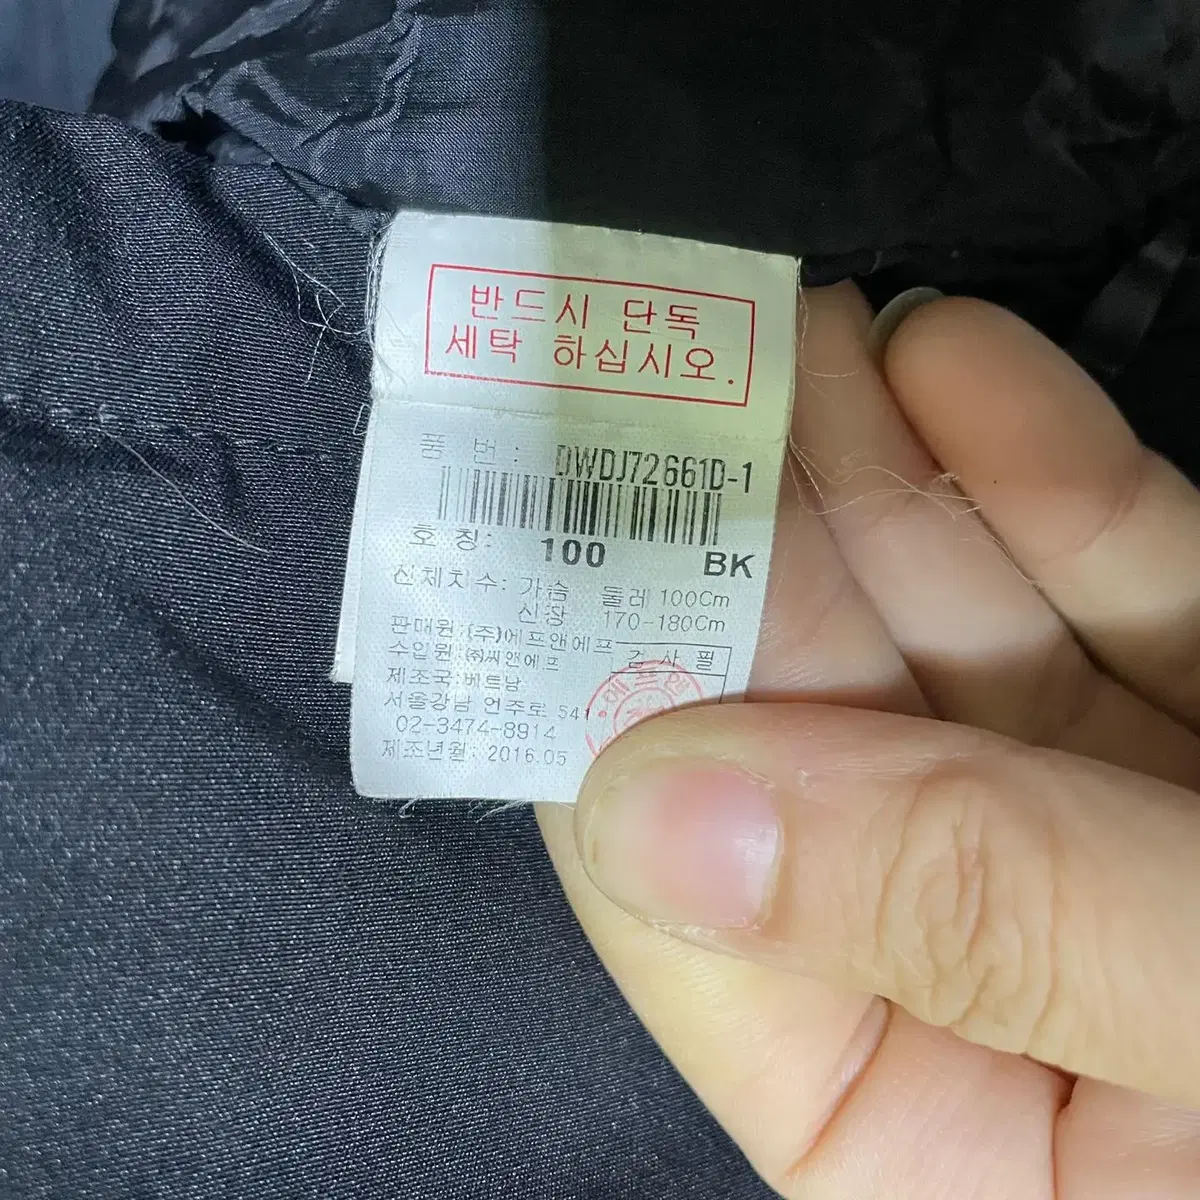 반드시 단독
세탁 하십시오.
품 번 : DWDJ72661D-1
호 칭: 100 BK
신체치수: 가슴 둘레 100Cm
신장 170-180Cm
판매원:(주)에프앤에프
수입원:(주)씨앤에프
검 사 필
제조국:베트남
서울강남 언주로 541
02-3474-8914
제조년월: 2016.05